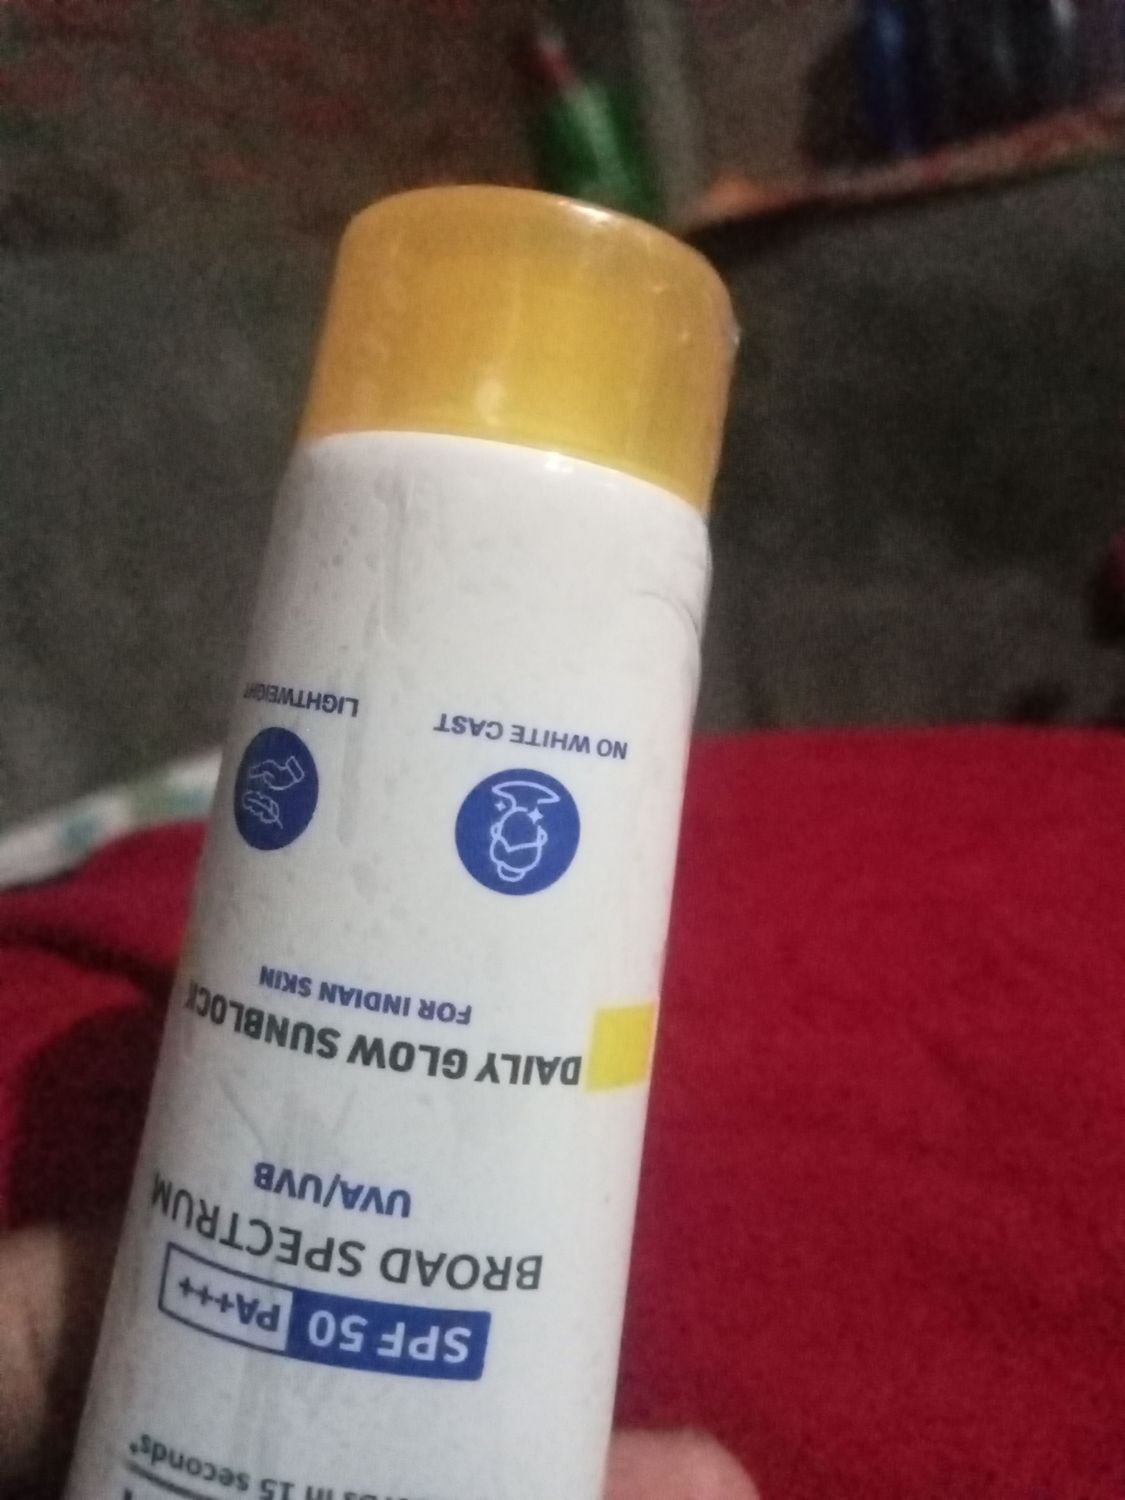 in 15 seconds*
SPF 50 PA+++
BROAD SPECTRUM
UVA/UVB
DAILY GLOW SUNBLOCK
FOR INDIAN SKIN
NO WHITE CAST
LIGHTWEIGHT